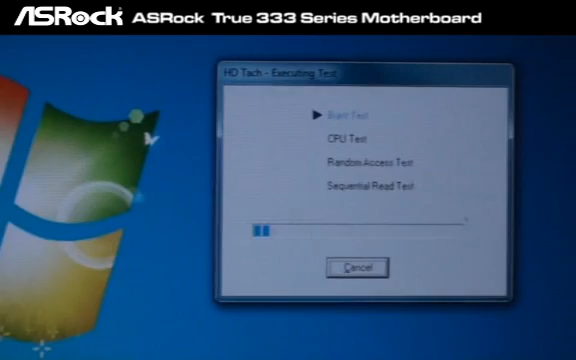 ASRock ASRock True 333 Series Motherboard
HD Tach - Executing Test
Burst Test
CPU Test
Random Access Test
Sequential Read Test
Cancel